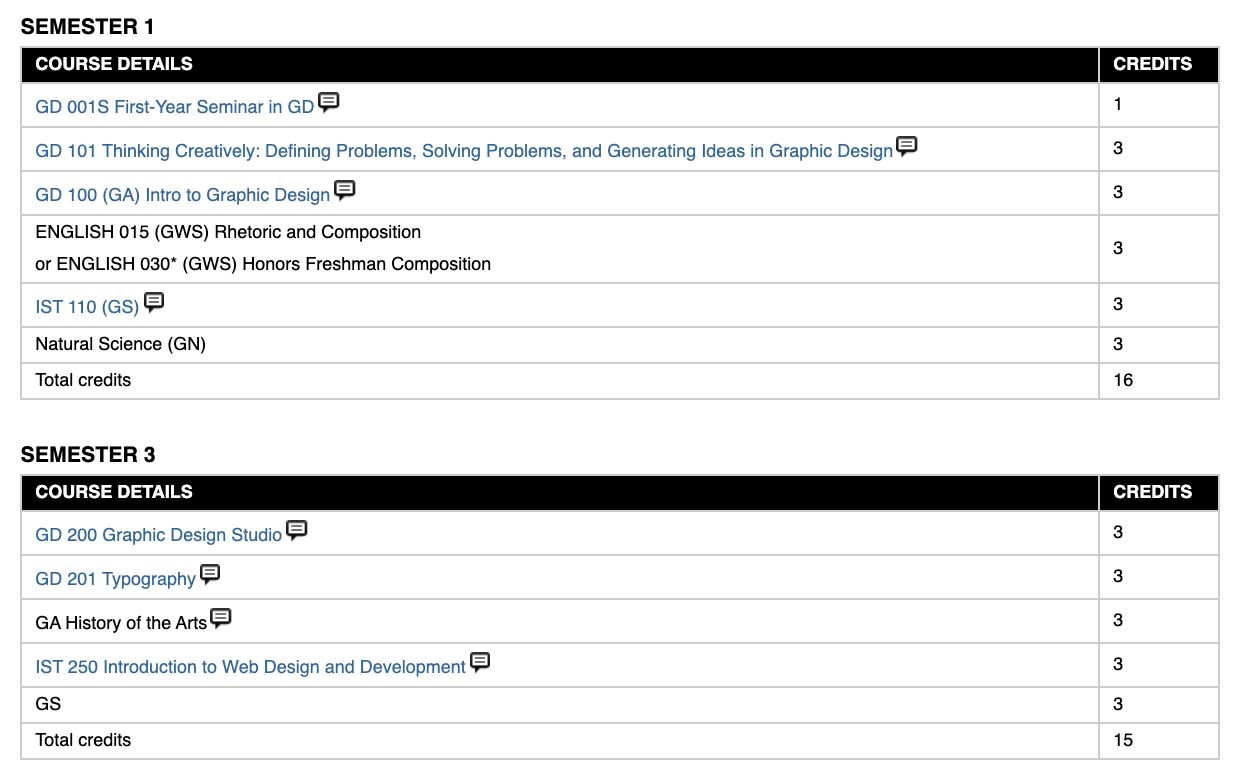 SEMESTER 1
COURSE DETAILS CREDITS
GD 001S First-Year Seminar in GD 1
GD 101 Thinking Creatively: Defining Problems, Solving Problems, and Generating Ideas in Graphic Design 3
GD 100 (GA) Intro to Graphic Design 3
ENGLISH 015 (GWS) Rhetoric and Composition
or ENGLISH 030* (GWS) Honors Freshman Composition
3
IST 110 (GS) 3
Natural Science (GN) 3
Total credits 16
SEMESTER 3
COURSE DETAILS CREDITS
GD 200 Graphic Design Studio 3
GD 201 Typography 3
GA History of the Arts 3
IST 250 Introduction to Web Design and Development 3
GS 3
Total credits 15